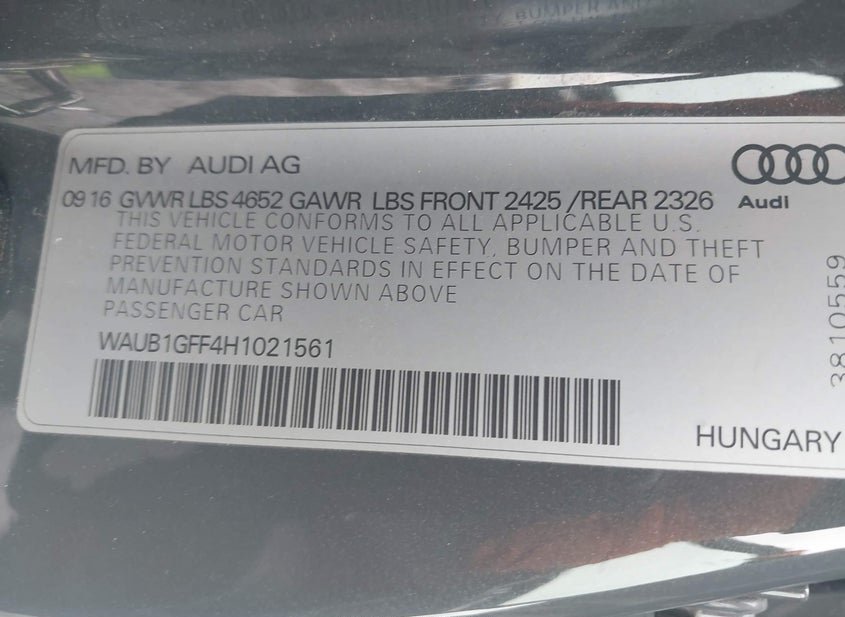 MFD. BY AUDI AG
09 16 GVWR LBS 4652 GAWR LBS FRONT 2425 /REAR 2326
Audi
THIS VEHICLE CONFORMS TO ALL APPLICABLE U.S.
FEDERAL MOTOR VEHICLE SAFETY, BUMPER AND THEFT
PREVENTION STANDARDS IN EFFECT ON THE DATE OF
MANUFACTURE SHOWN ABOVE
PASSENGER CAR
WAUB1GFF4H1021561
HUNGARY
3810559